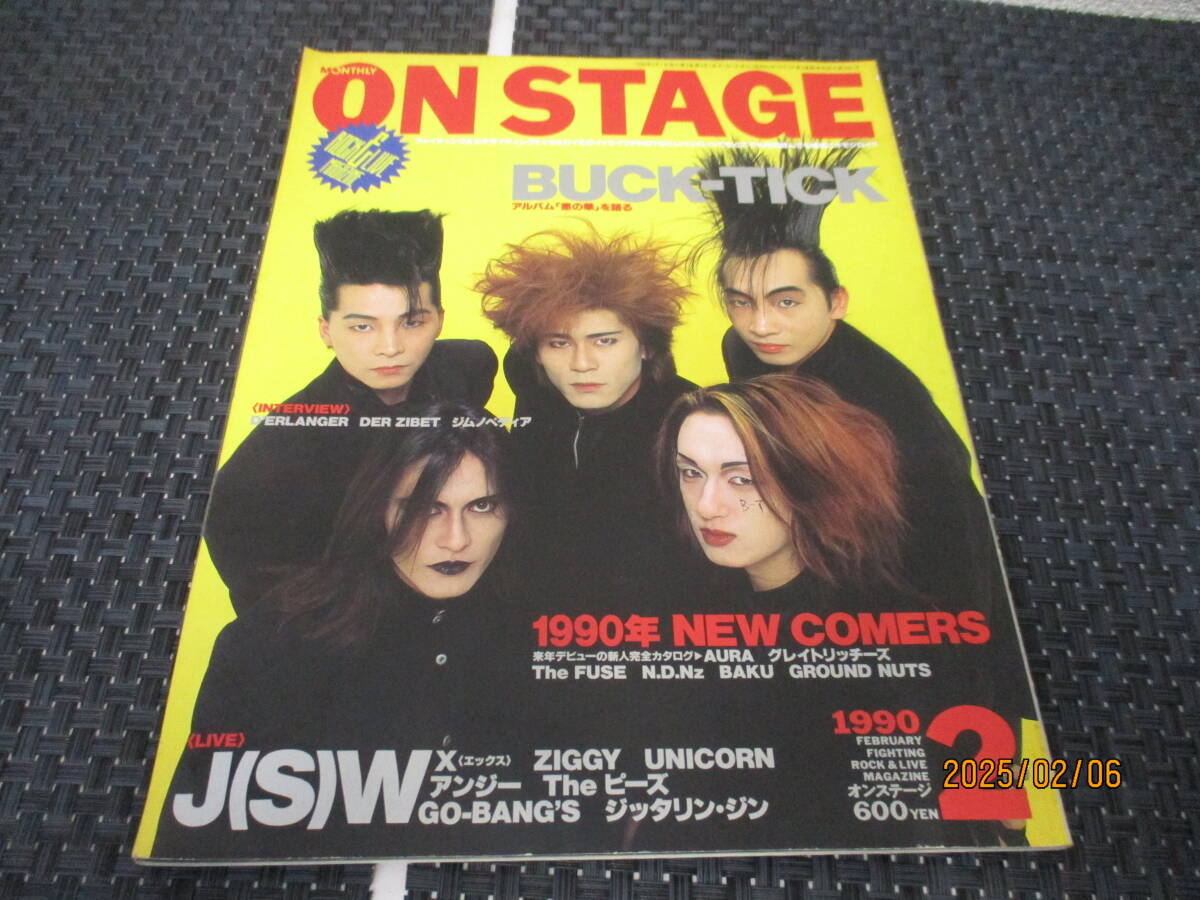 MONTHLY
ON STAGE
BUCK-TICK
アルバム「悪の華」を語る
〈INTERVIEW〉
D'ERLANGER DER ZIBET ジムノペディア
B-T
1990年 NEW COMERS
来年デビューの新人完全カタログ▶AURA グレイトリッチーズ
The FUSE N.D.Nz BAKU GROUND NUTS
〈LIVE〉
J(S)W
X〈エックス〉 ZIGGY UNICORN
アンジー The ピーズ
GO-BANG'S ジッタリン・ジン
1990
FEBRUARY
FIGHTING
ROCK & LIVE
MAGAZINE
オンステージ
600YEN
2
2025/02/06